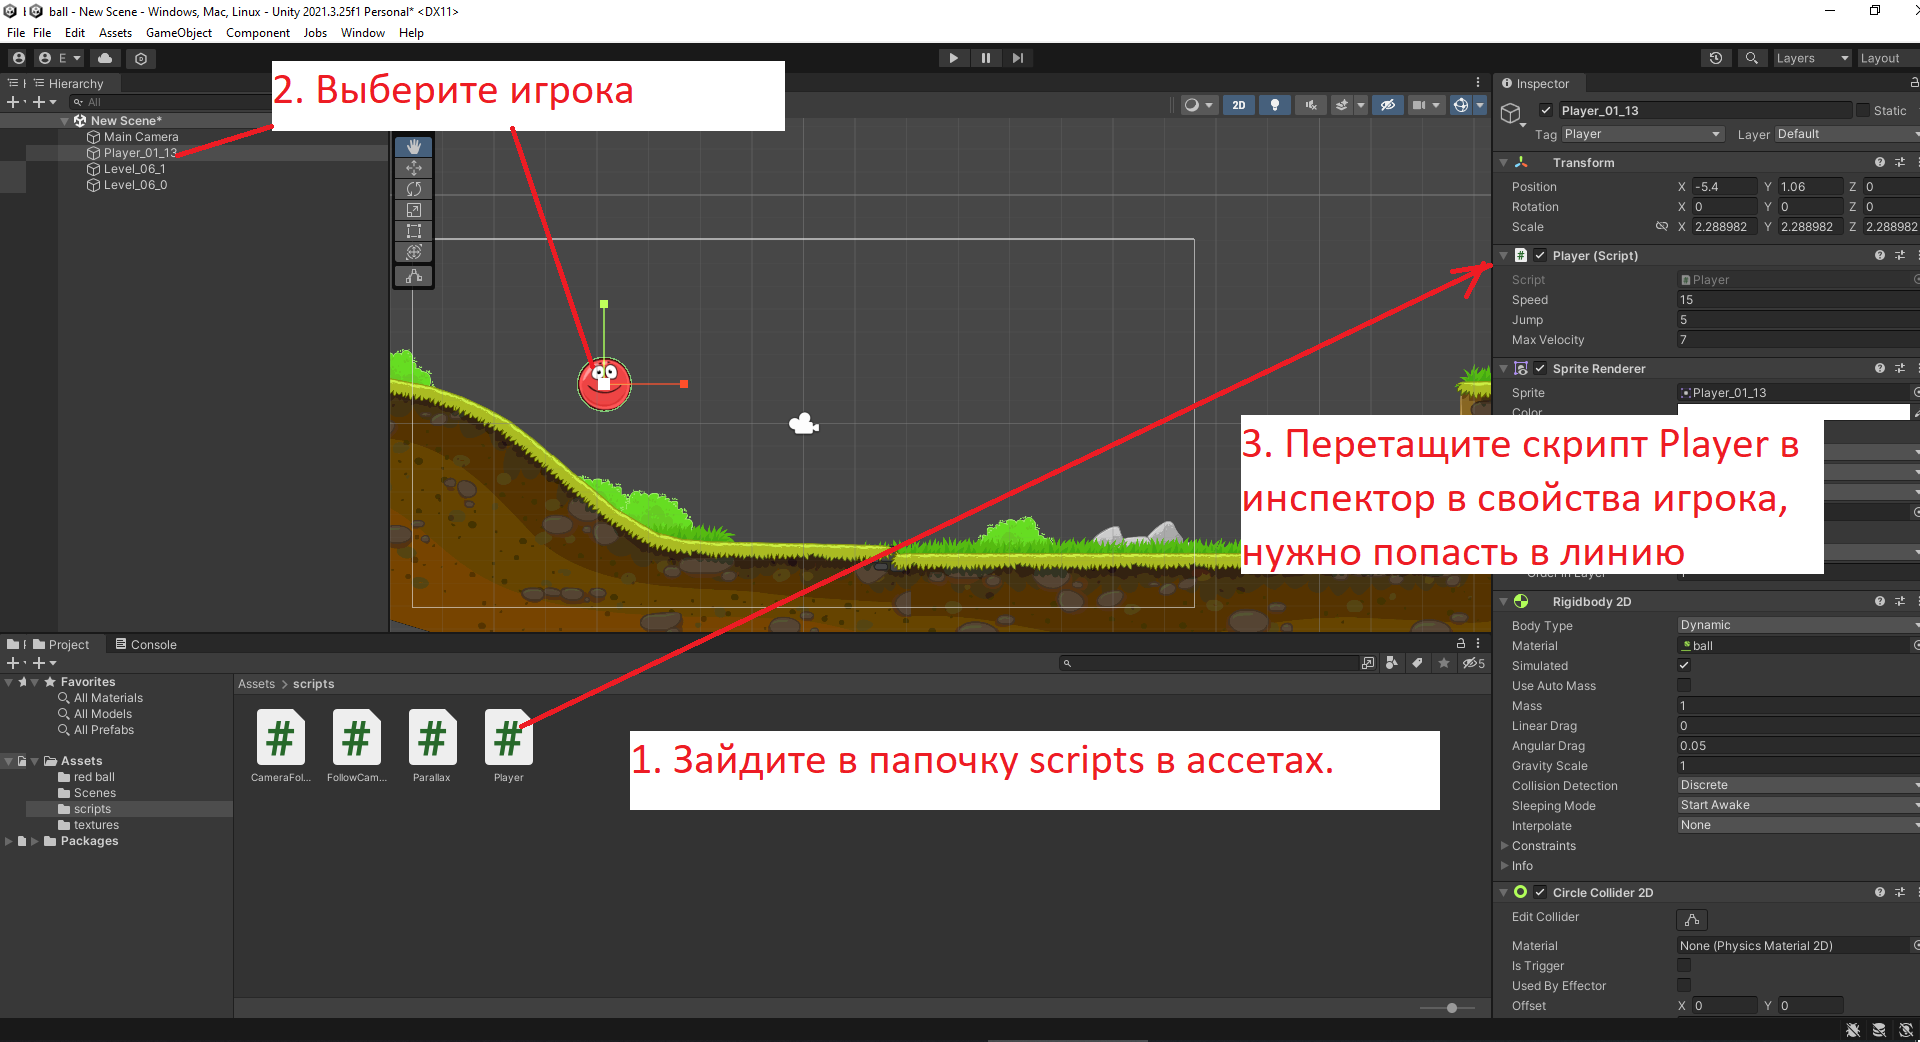 ball - New Scene - Windows, Mac, Linux - Unity 2021.3.25f1 Personal* <DX11>
File File Edit Assets GameObject Component Jobs Window Help
E
Layers
Layout
Hierarchy
All
2. Выберите игрока
New Scene*
Main Camera
Player_01_13
Level_06_1
Level_06_0
2D
Inspector
Player_01_13
Static
Tag Player
Layer Default
Transform
Position X -5.4 Y 1.06 Z 0
Rotation X 0 Y 0 Z 0
Scale X 2.288982 Y 2.288982 Z 2.288982
Player (Script)
Script Player
Speed 15
Jump 5
Max Velocity 7
Sprite Renderer
Sprite Player_01_13
Color
3. Перетащите скрипт Player в
инспектор в свойства игрока,
нужно попасть в линию
Order in Layer
Rigidbody 2D
Body Type Dynamic
Material ball
Simulated
Use Auto Mass
Mass 1
Linear Drag 0
Angular Drag 0.05
Gravity Scale 1
Collision Detection Discrete
Sleeping Mode Start Awake
Interpolate None
Constraints
Info
Circle Collider 2D
Edit Collider
Material None (Physics Material 2D)
Is Trigger
Used By Effector
Offset X 0 Y 0
Project
Console
5
Favorites
All Materials
All Models
All Prefabs
Assets
red ball
Scenes
scripts
textures
Packages
Assets > scripts
CameraFol... FollowCam... Parallax Player
1. Зайдите в папочку scripts в ассетах.